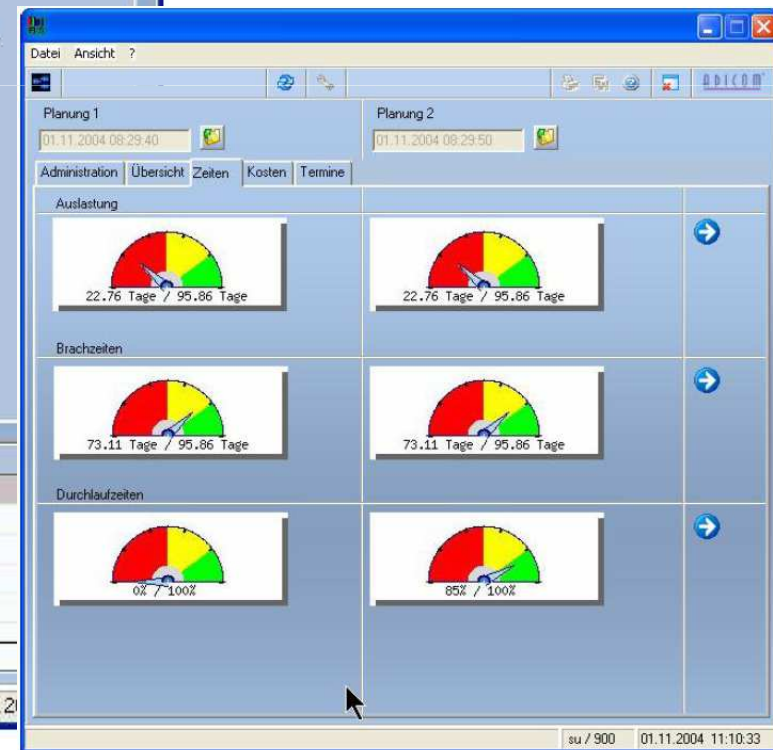 Datei Ansicht ?
ADICOM
Planung 1 Planung 2
01.11.2004 08:29:40 01.11.2004 08:29:50
Administration Übersicht Zeiten Kosten Termine
Auslastung
22.76 Tage / 95.86 Tage 22.76 Tage / 95.86 Tage
Brachzeiten
73.11 Tage / 95.86 Tage 73.11 Tage / 95.86 Tage
Durchlaufzeiten
0% / 100% 85% / 100%
su / 900 01.11.2004 11:10:33